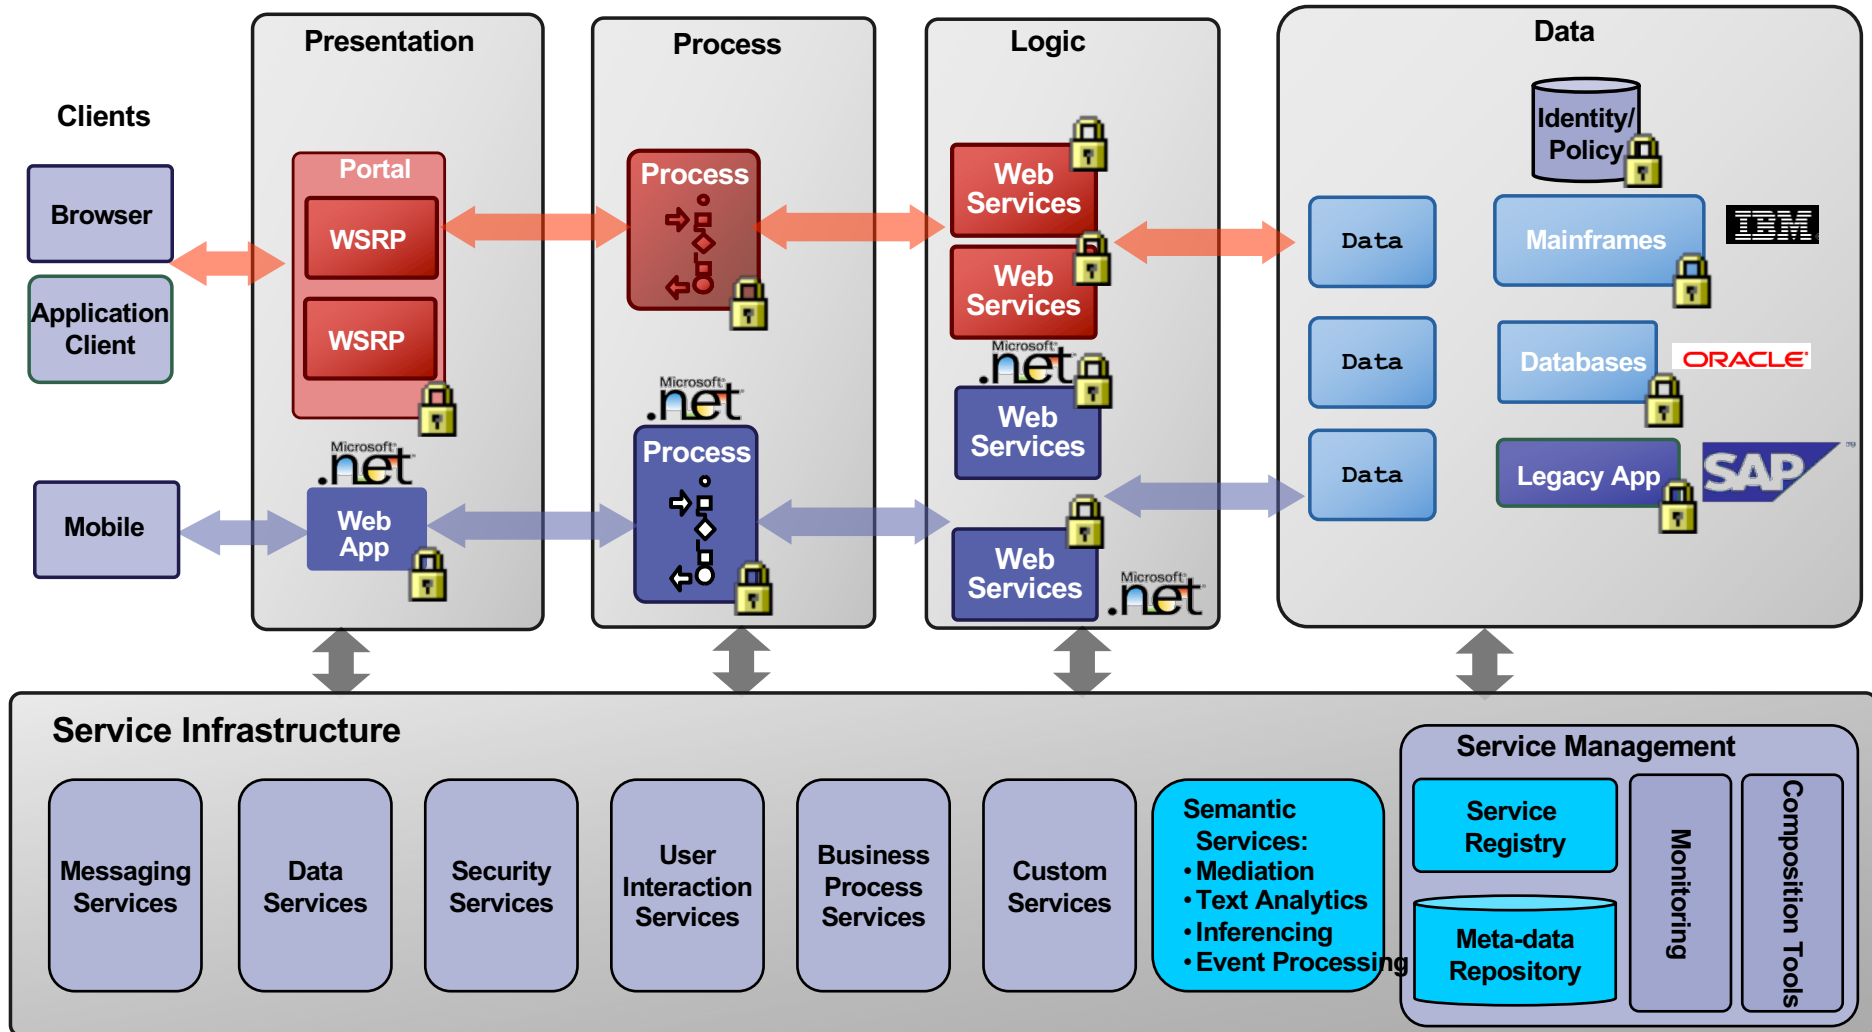 Presentation
Process
Logic
Data
Clients
Browser
Application
Client
Mobile
Portal
WSRP
WSRP
Microsoft
.net
Web
App
Process
Microsoft
.net
Process
Web
Services
Web
Services
Microsoft
.net
Web
Services
Web
Services
Microsoft
.net
Identity/
Policy
Data
Mainframes
IBM
Data
Databases
ORACLE
Data
Legacy App
SAP
TM
Service Infrastructure
Messaging
Services
Data
Services
Security
Services
User
Interaction
Services
Business
Process
Services
Custom
Services
Semantic
Services:
•Mediation
•Text Analytics
•Inferencing
•Event Processing
Service Management
Service
Registry
Meta-data
Repository
Monitoring
Composition Tools